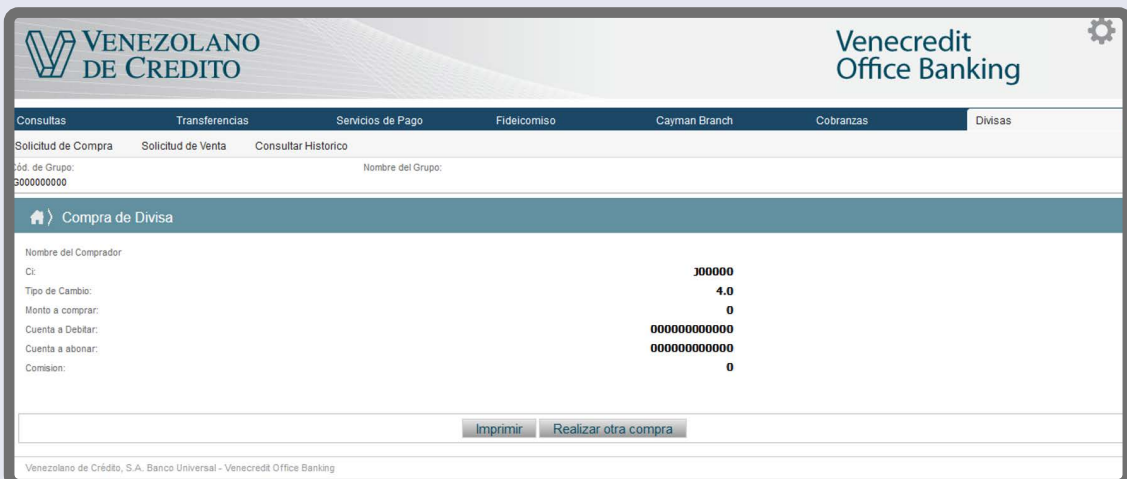 VENEZOLANO
DE CREDITO
Venecredit
Office Banking
Consultas Transferencias Servicios de Pago Fideicomiso Cayman Branch Cobranzas Divisas
Solicitud de Compra Solicitud de Venta Consultar Historico
Cód. de Grupo: Nombre del Grupo:
G000000000
Compra de Divisa
Nombre del Comprador
Ci: J00000
Tipo de Cambio: 4.0
Monto a comprar: 0
Cuenta a Debitar: 000000000000
Cuenta a abonar: 000000000000
Comision: 0
Imprimir Realizar otra compra
Venezolano de Crédito, S.A. Banco Universal - Venecredit Office Banking